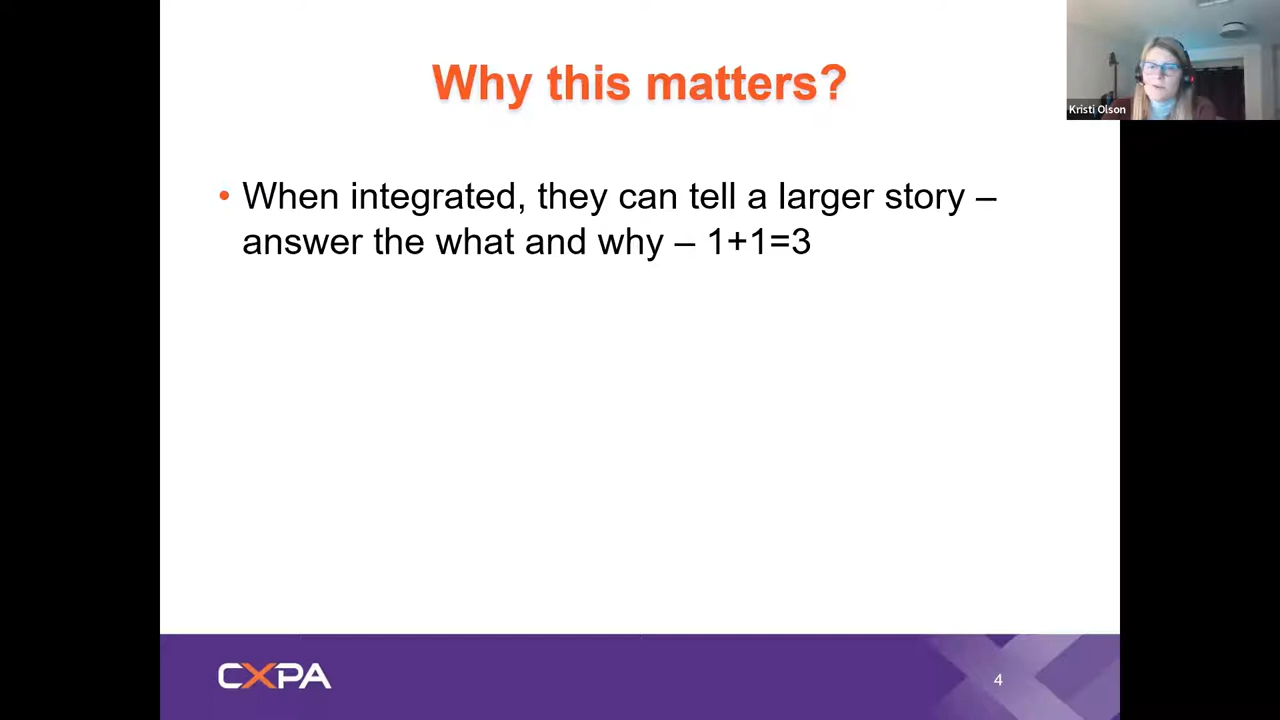 Why this matters?
Kristi Olson
• When integrated, they can tell a larger story –
answer the what and why – 1+1=3
CXPA
4